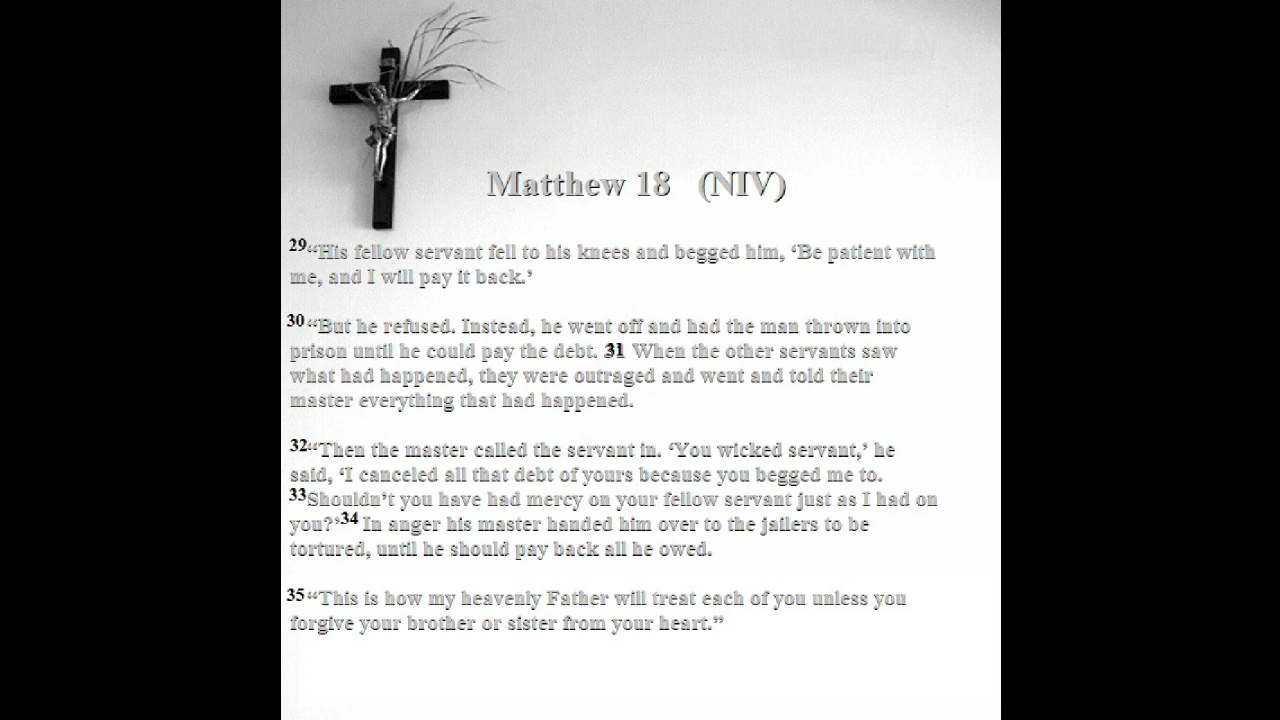 Matthew 18 (NIV)
29“His fellow servant fell to his knees and begged him, ‘Be patient with
me, and I will pay it back.’
30“But he refused. Instead, he went off and had the man thrown into
prison until he could pay the debt. 31 When the other servants saw
what had happened, they were outraged and went and told their
master everything that had happened.
32“Then the master called the servant in. ‘You wicked servant,’ he
said, ‘I canceled all that debt of yours because you begged me to.
33Shouldn’t you have had mercy on your fellow servant just as I had on
you?’34 In anger his master handed him over to the jailers to be
tortured, until he should pay back all he owed.
35“This is how my heavenly Father will treat each of you unless you
forgive your brother or sister from your heart.”